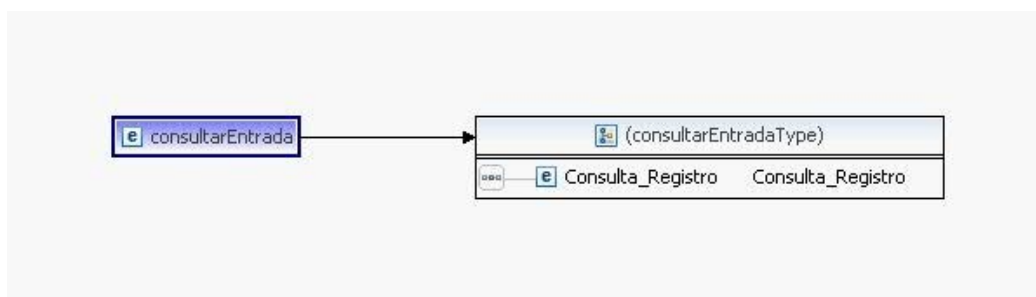 e consultarEntrada
(consultarEntradaType)
e Consulta_Registro Consulta_Registro